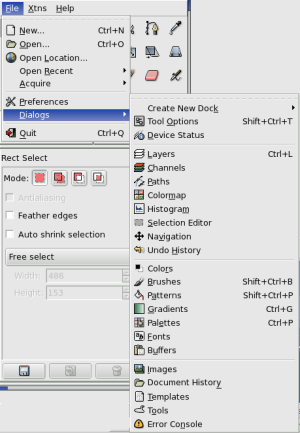 File Xtns Help
New... Ctrl+N
Open... Ctrl+O
Open Location...
Open Recent
Acquire
Preferences
Dialogs
Quit Ctrl+Q
Create New Dock
Tool Options Shift+Ctrl+T
Device Status
Layers Ctrl+L
Channels
Paths
Colormap
Histogram
Selection Editor
Navigation
Undo History
Colors
Brushes Shift+Ctrl+B
Patterns Shift+Ctrl+P
Gradients Ctrl+G
Palettes Ctrl+P
Fonts
Buffers
Images
Document History
Templates
Tools
Error Console
Rect Select
Mode:
Antialiasing
Feather edges
Auto shrink selection
Free select
Width: 486
Height: 153